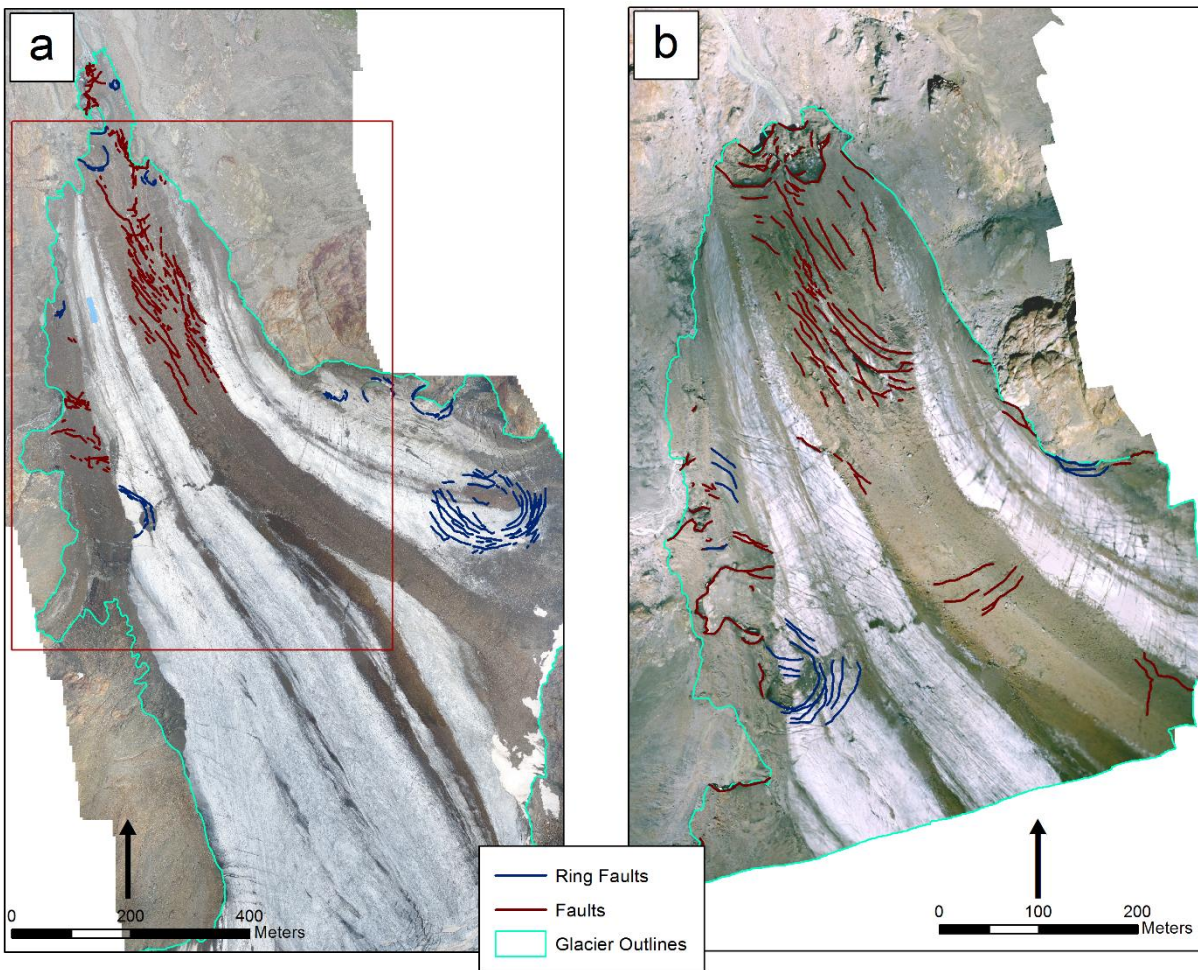 a
b
Ring Faults
Faults
Glacier Outlines
0 200 400
Meters
0 100 200
Meters